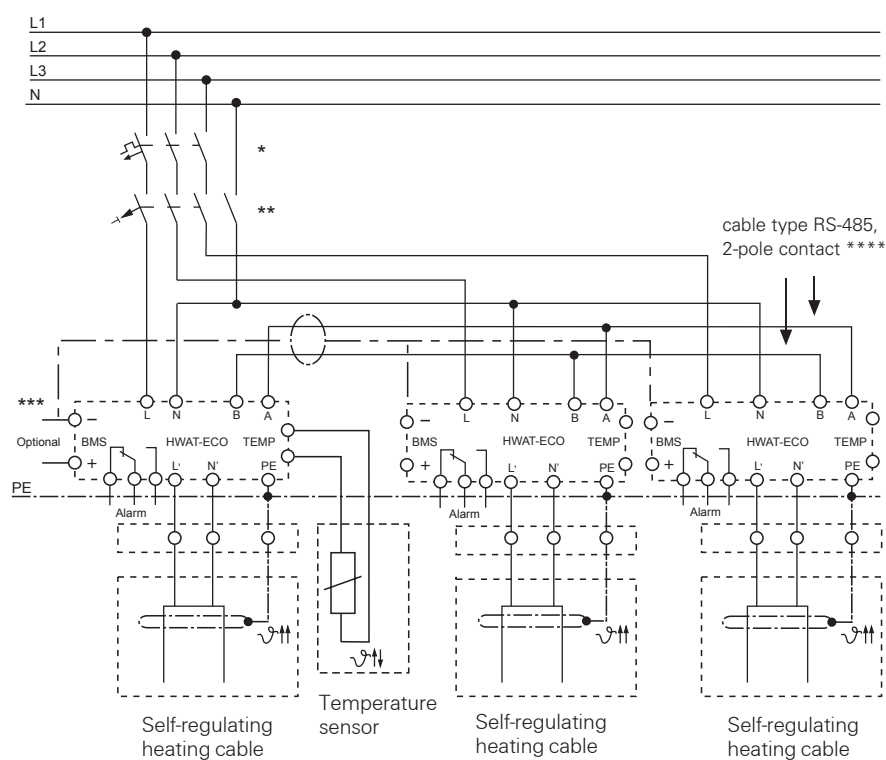 L1
L2
L3
N
*
**
cable type RS-485,
2-pole contact ****
***
Optional
L N B A
− BMS HWAT-ECO TEMP
+ L' N' PE
Alarm
L N B A
− BMS HWAT-ECO TEMP
+ L' N' PE
Alarm
L N B A
− BMS HWAT-ECO TEMP
+ L' N' PE
Alarm
PE
ϑ
ϑ
ϑ
ϑ
Self-regulating
heating cable
Temperature
sensor
Self-regulating
heating cable
Self-regulating
heating cable